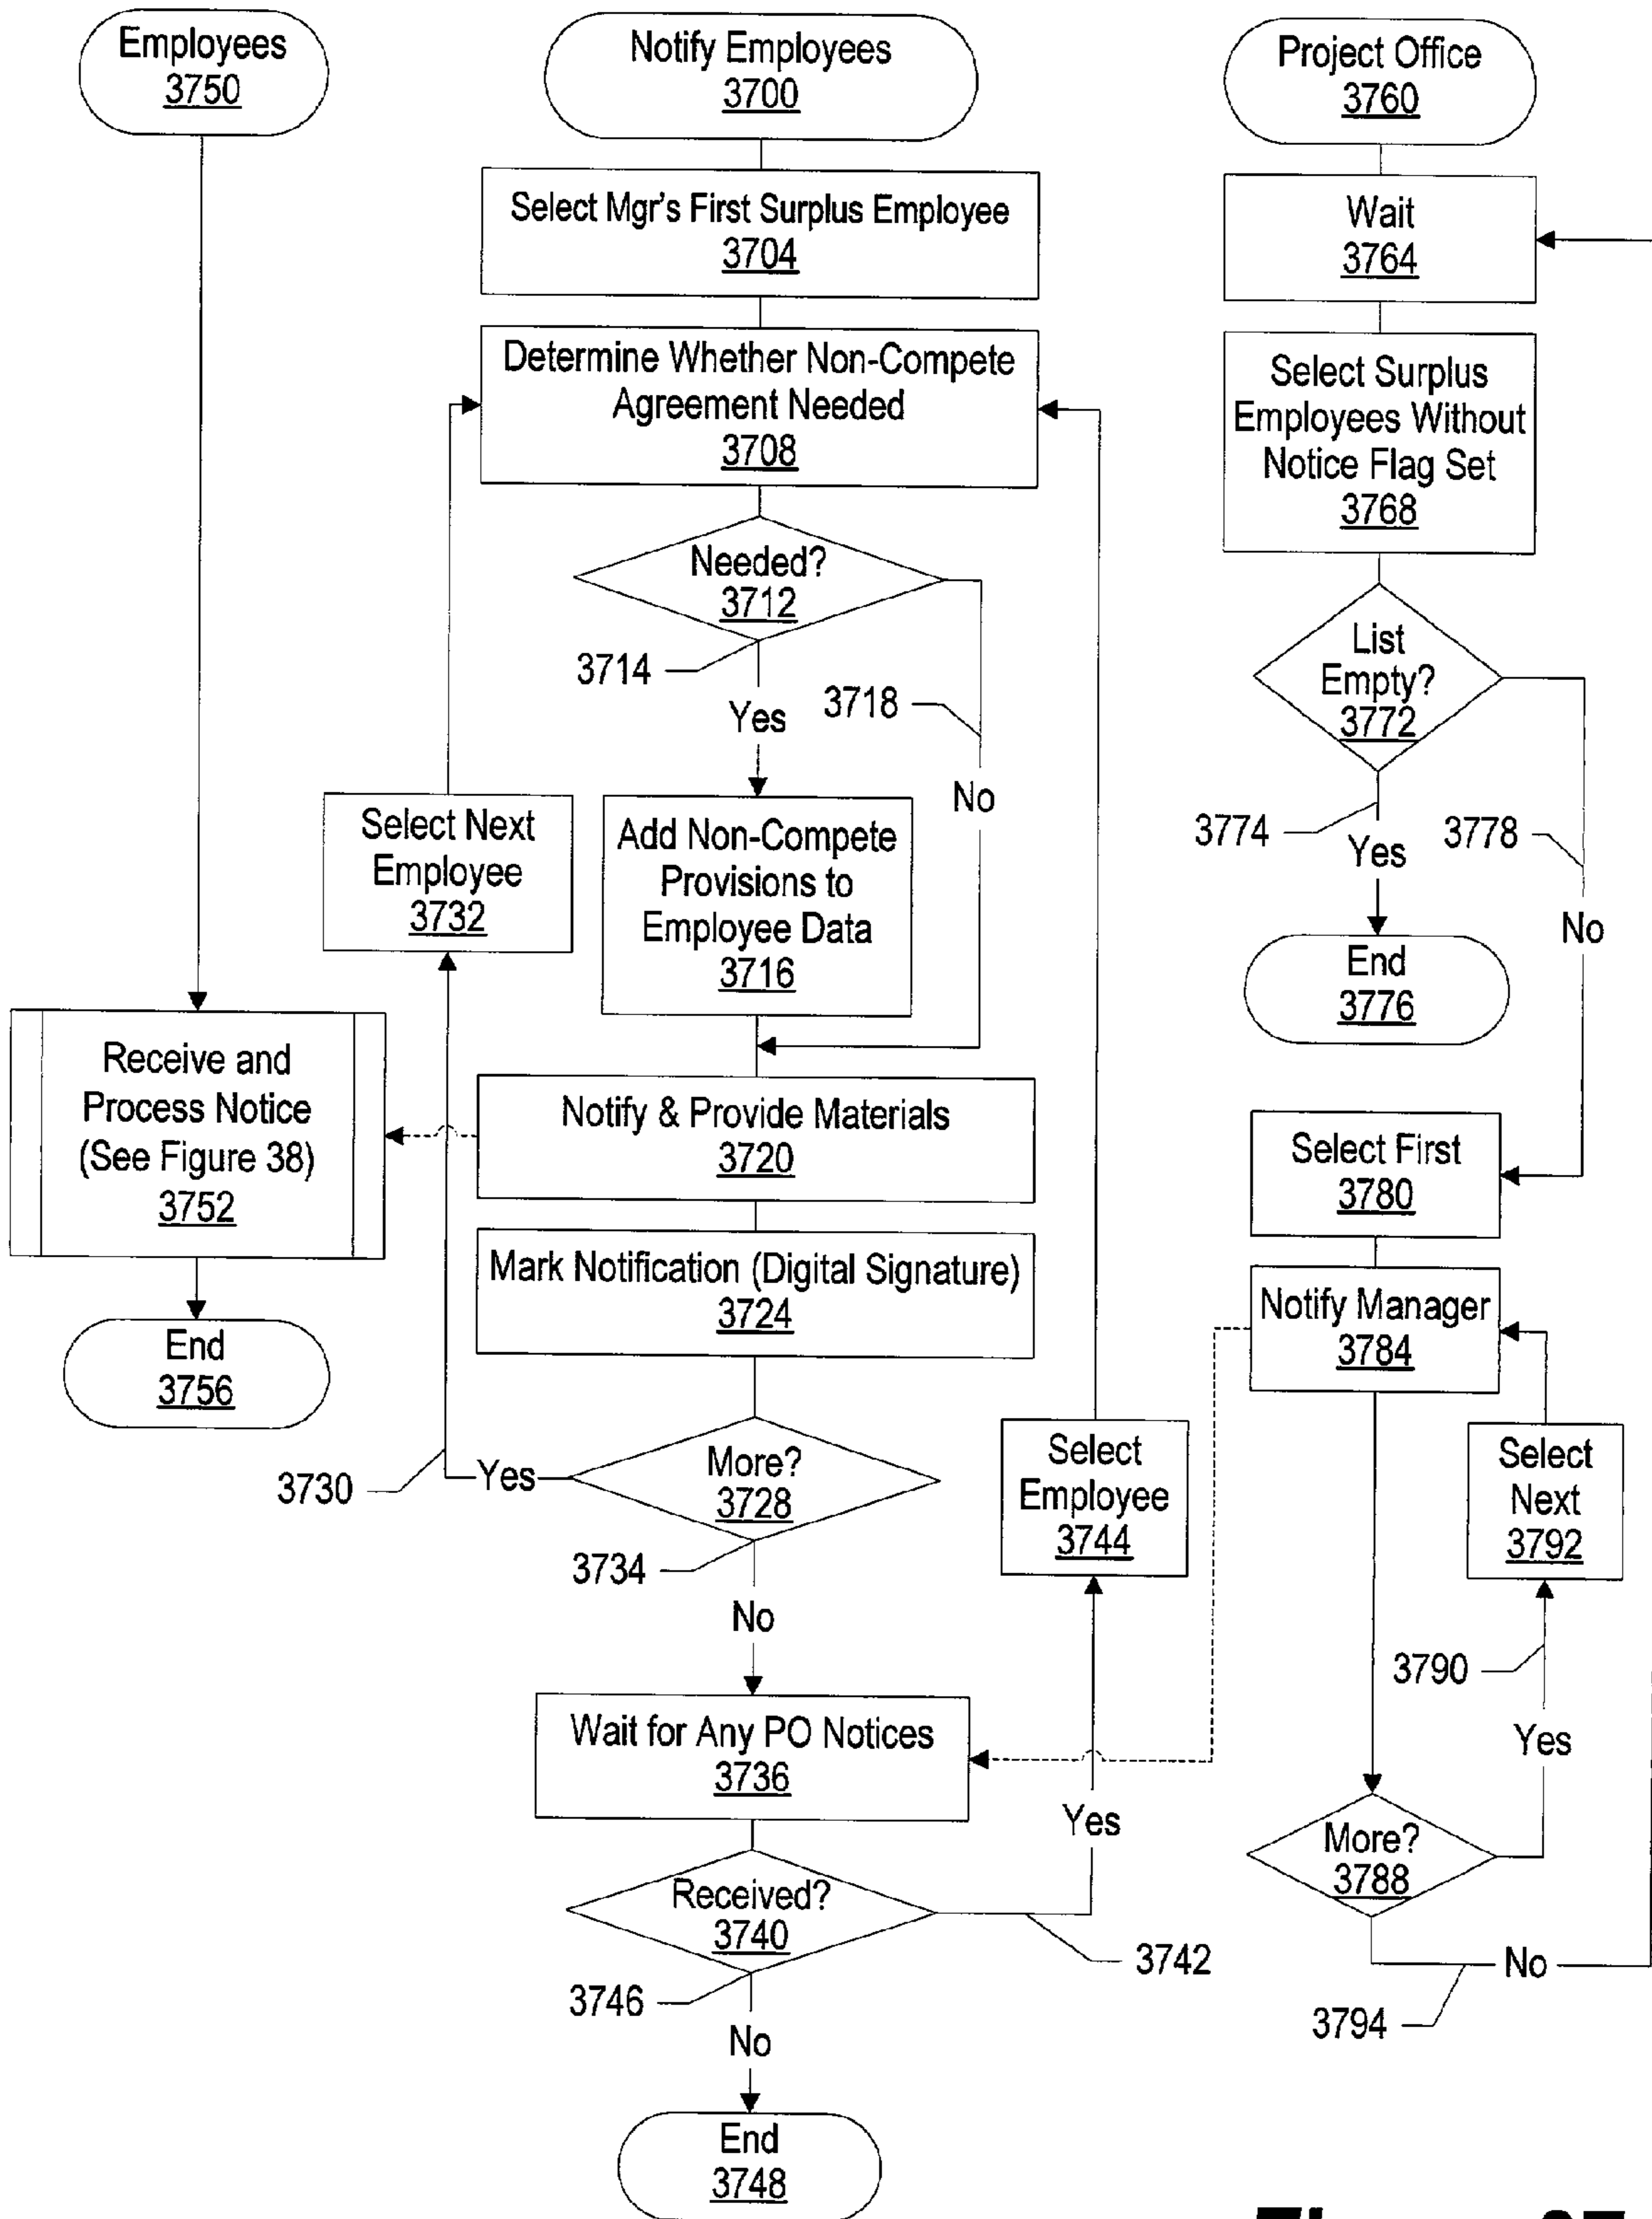 Employees
3750
Notify Employees
3700
Project Office
3760
Select Mgr's First Surplus Employee
3704
Wait
3764
Determine Whether Non-Compete
Agreement Needed
3708
Select Surplus
Employees Without
Notice Flag Set
3768
Needed?
3712
3714
Yes
3718
No
List
Empty?
3772
3774
Yes
3778
No
Select Next
Employee
3732
Add Non-Compete
Provisions to
Employee Data
3716
End
3776
Receive and
Process Notice
(See Figure 38)
3752
Notify & Provide Materials
3720
Select First
3780
Mark Notification (Digital Signature)
3724
Notify Manager
3784
End
3756
More?
3728
3730
Yes
3734
No
Select
Employee
3744
Select
Next
3792
3790
Yes
Wait for Any PO Notices
3736
Yes
More?
3788
Received?
3740
3742
3746
No
No
3794
End
3748